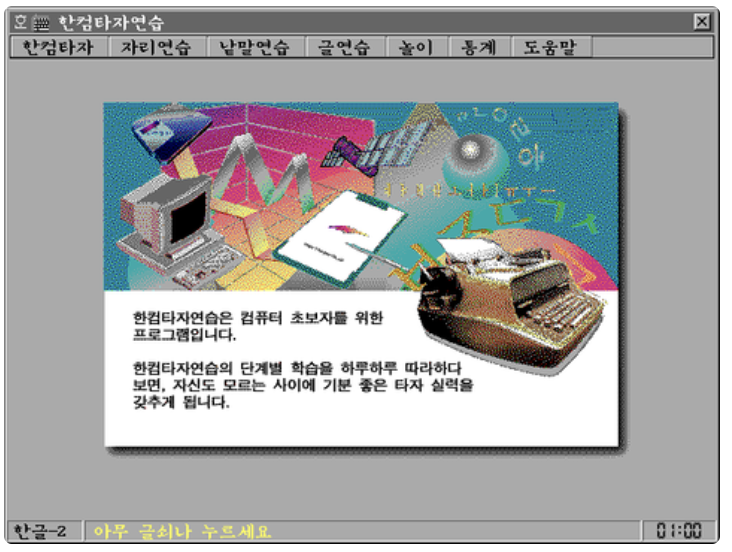 한컴타자연습
한컴타자 자리연습 낱말연습 글연습 놀이 통계 도움말
한컴타자연습은 컴퓨터 초보자를 위한
프로그램입니다.
한컴타자연습의 단계별 학습을 하루하루 따라하다
보면, 자신도 모르는 사이에 기분 좋은 타자 실력을
갖추게 됩니다.
한글-2 아무 글쇠나 누르세요 01:00